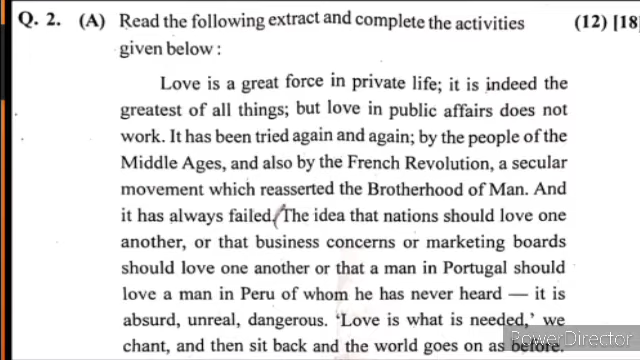 Q. 2. (A) Read the following extract and complete the activities (12) [18
given below :
Love is a great force in private life; it is indeed the
greatest of all things; but love in public affairs does not
work. It has been tried again and again; by the people of the
Middle Ages, and also by the French Revolution, a secular
movement which reasserted the Brotherhood of Man. And
it has always failed. The idea that nations should love one
another, or that business concerns or marketing boards
should love one another or that a man in Portugal should
love a man in Peru of whom he has never heard — it is
absurd, unreal, dangerous. ‘Love is what is needed,’ we
chant, and then sit back and the world goes on as before.
PowerDirector